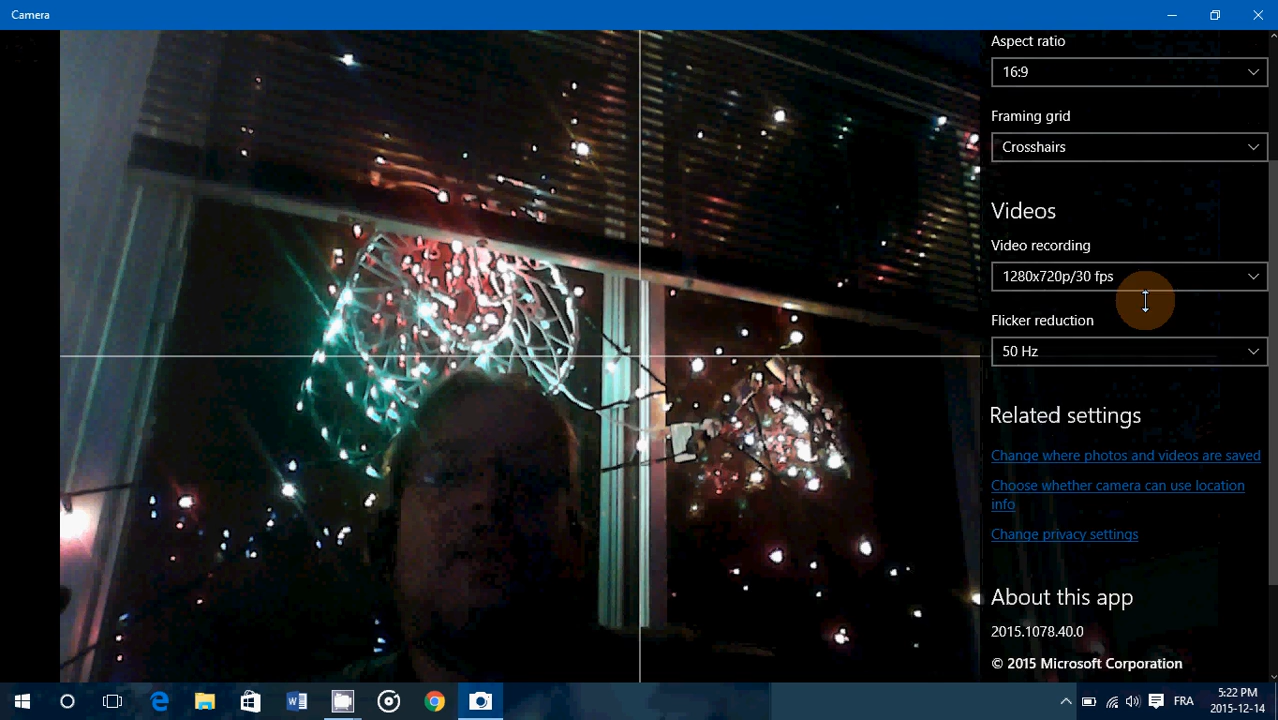 Camera
Aspect ratio
16:9
Framing grid
Crosshairs
Videos
Video recording
1280x720p/30 fps
Flicker reduction
50 Hz
Related settings
Change where photos and videos are saved
Choose whether camera can use location
info
Change privacy settings
About this app
2015.1078.40.0
© 2015 Microsoft Corporation
FRA
5:22 PM
2015-12-14